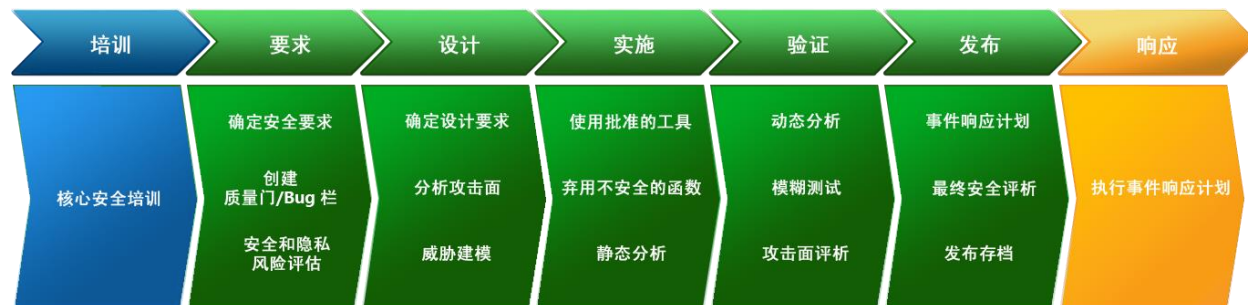 培训
要求
设计
实施
验证
发布
响应
核心安全培训
确定安全要求
创建
质量门/Bug 栏
安全和隐私
风险评估
确定设计要求
分析攻击面
威胁建模
使用批准的工具
弃用不安全的函数
静态分析
动态分析
模糊测试
攻击面评析
事件响应计划
最终安全评析
发布存档
执行事件响应计划